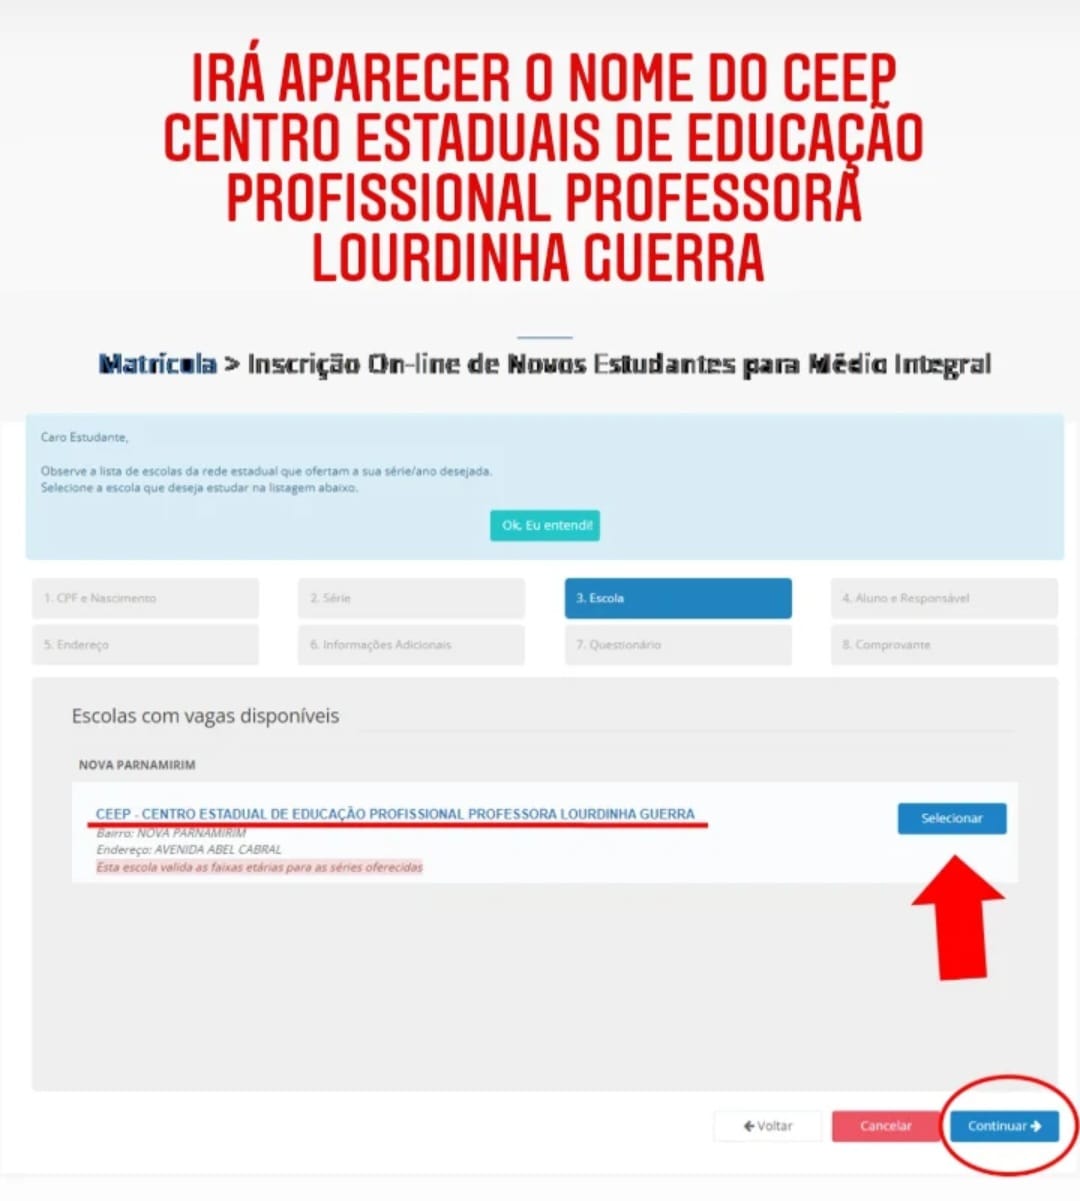 IRÁ APARECER O NOME DO CEEP
CENTRO ESTADUAIS DE EDUCAÇÃO
PROFISSIONAL PROFESSORA
LOURDINHA GUERRA
Matrícula > Inscrição On-line de Novos Estudantes para Médio Integral
Caro Estudante,
Observe a lista de escolas da rede estadual que ofertam a sua série/ano desejada.
Selecione a escola que deseja estudar na listagem abaixo.
Ok, Eu entendi!
1. CPF e Nascimento
2. Série
3. Escola
4. Aluno e Responsável
5. Endereço
6. Informações Adicionais
7. Questionário
8. Comprovante
Escolas com vagas disponíveis
NOVA PARNAMIRIM
CEEP - CENTRO ESTADUAL DE EDUCAÇÃO PROFISSIONAL PROFESSORA LOURDINHA GUERRA
Selecionar
Bairro: NOVA PARNAMIRIM
Endereço: AVENIDA ABEL CABRAL
Esta escola valida as faixas etárias para as séries oferecidas
Voltar
Cancelar
Continuar